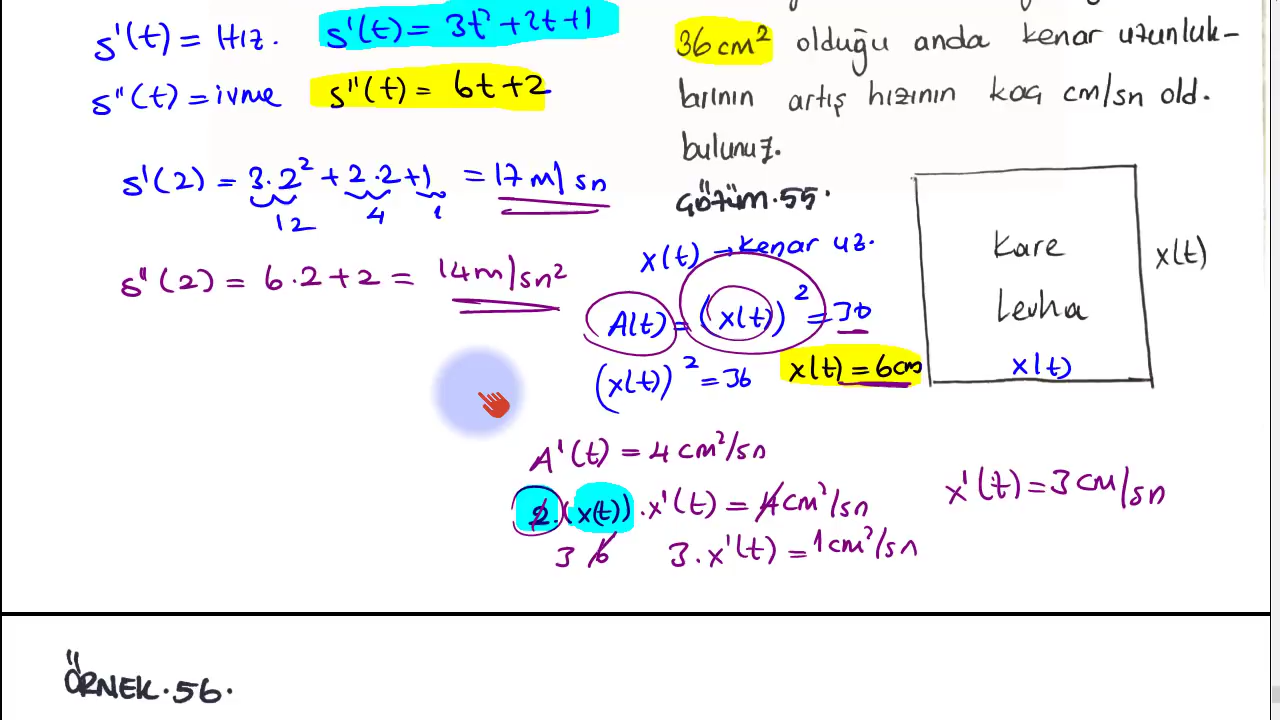 s'(t) = Hız. s'(t) = 3t²+2t+1
s''(t) = ivme s''(t) = 6t+2
s'(2) = 3.2² + 2.2 + 1 = 17 m/sn
12 4 1
s''(2) = 6.2+2 = 14m/sn²
36 cm² olduğu anda kenar uzunluk-
larının artış hızının kaç cm/sn old.
bulunuz.
Çözüm.55.
x(t) → kenar uz.
A(t) = (x(t))² = 36
(x(t))² = 36 x(t) = 6cm
Kare
Levha
x(t)
x(t)
A'(t) = 4 cm²/sn
2.(x(t)).x'(t) = 4cm²/sn
3 6 3.x'(t) = 1cm²/sn
x'(t) = 3 cm/sn
ÖRNEK.56.